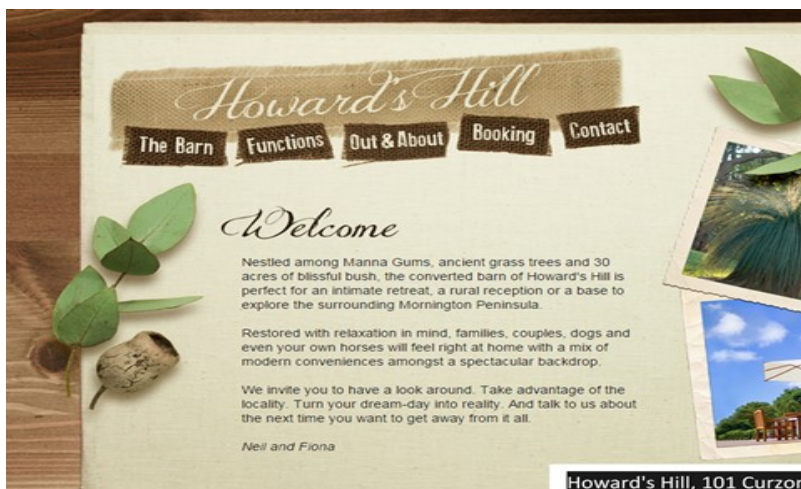 Howard's Hill
The Barn
Functions
Out & About
Booking
Contact
Welcome
Nestled among Manna Gums, ancient grass trees and 30
acres of blissful bush, the converted barn of Howard's Hill is
perfect for an intimate retreat, a rural reception or a base to
explore the surrounding Mornington Peninsula.
Restored with relaxation in mind, families, couples, dogs and
even your own horses will feel right at home with a mix of
modern conveniences amongst a spectacular backdrop.
We invite you to have a look around. Take advantage of the
locality. Turn your dream-day into reality. And talk to us about
the next time you want to get away from it all.
Neil and Fiona
Howard's Hill, 101 Curzon